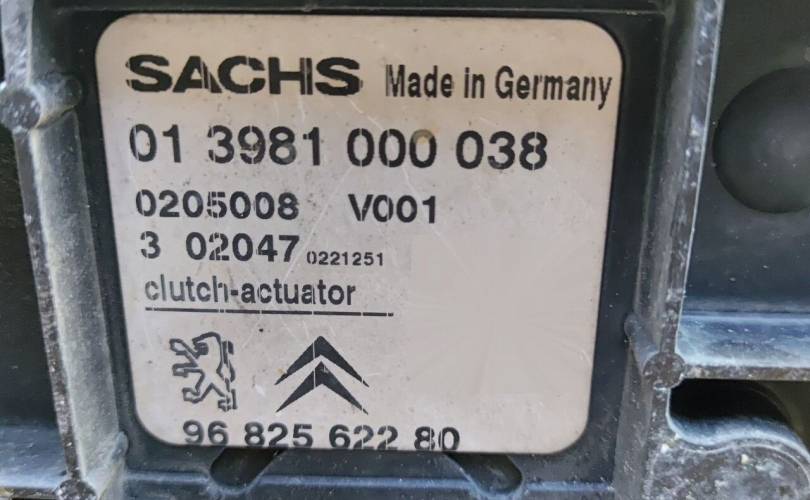 SACHS Made in Germany
01 3981 000 038
0205008 V001
3 02047 0221251
clutch-actuator
96 825 622 80